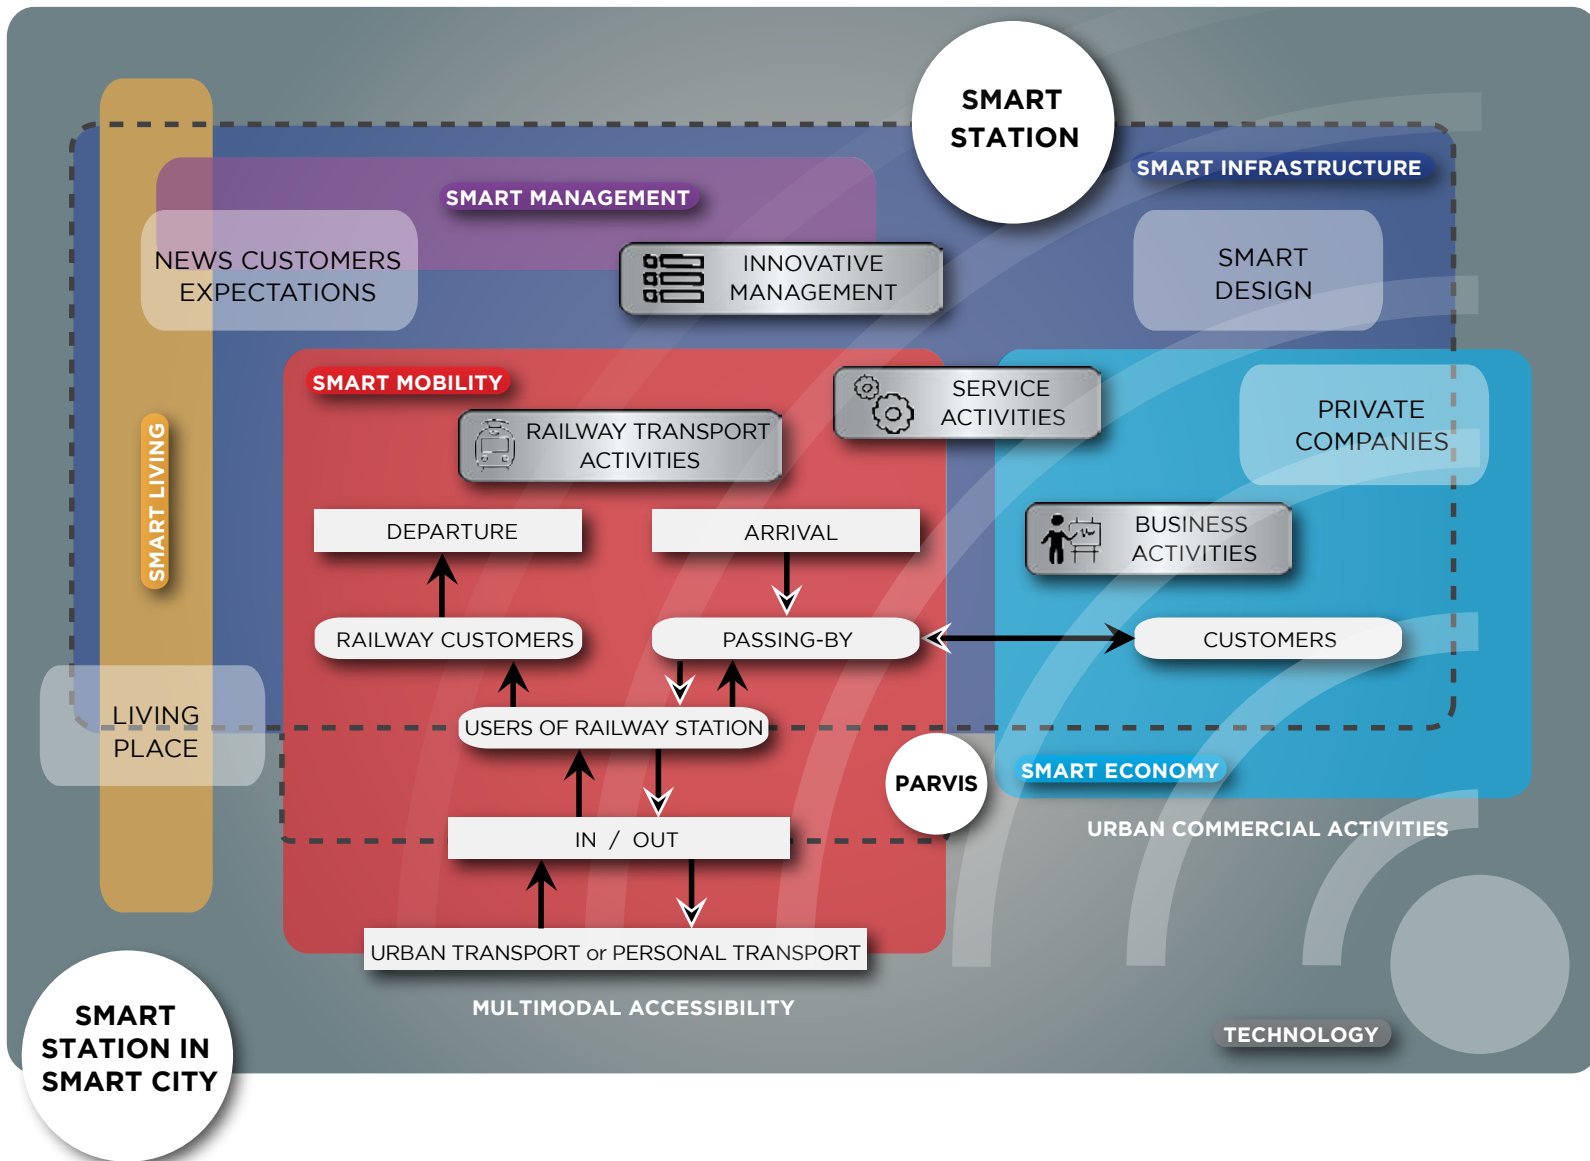 SMART
STATION
SMART INFRASTRUCTURE
SMART MANAGEMENT
NEWS CUSTOMERS
EXPECTATIONS
INNOVATIVE
MANAGEMENT
SMART
DESIGN
SMART MOBILITY
SERVICE
ACTIVITIES
PRIVATE
COMPANIES
RAILWAY TRANSPORT
ACTIVITIES
SMART LIVING
DEPARTURE
ARRIVAL
BUSINESS
ACTIVITIES
RAILWAY CUSTOMERS
PASSING-BY
CUSTOMERS
LIVING
PLACE
USERS OF RAILWAY STATION
PARVIS
SMART ECONOMY
URBAN COMMERCIAL ACTIVITIES
IN / OUT
URBAN TRANSPORT or PERSONAL TRANSPORT
MULTIMODAL ACCESSIBILITY
SMART
STATION IN
SMART CITY
TECHNOLOGY